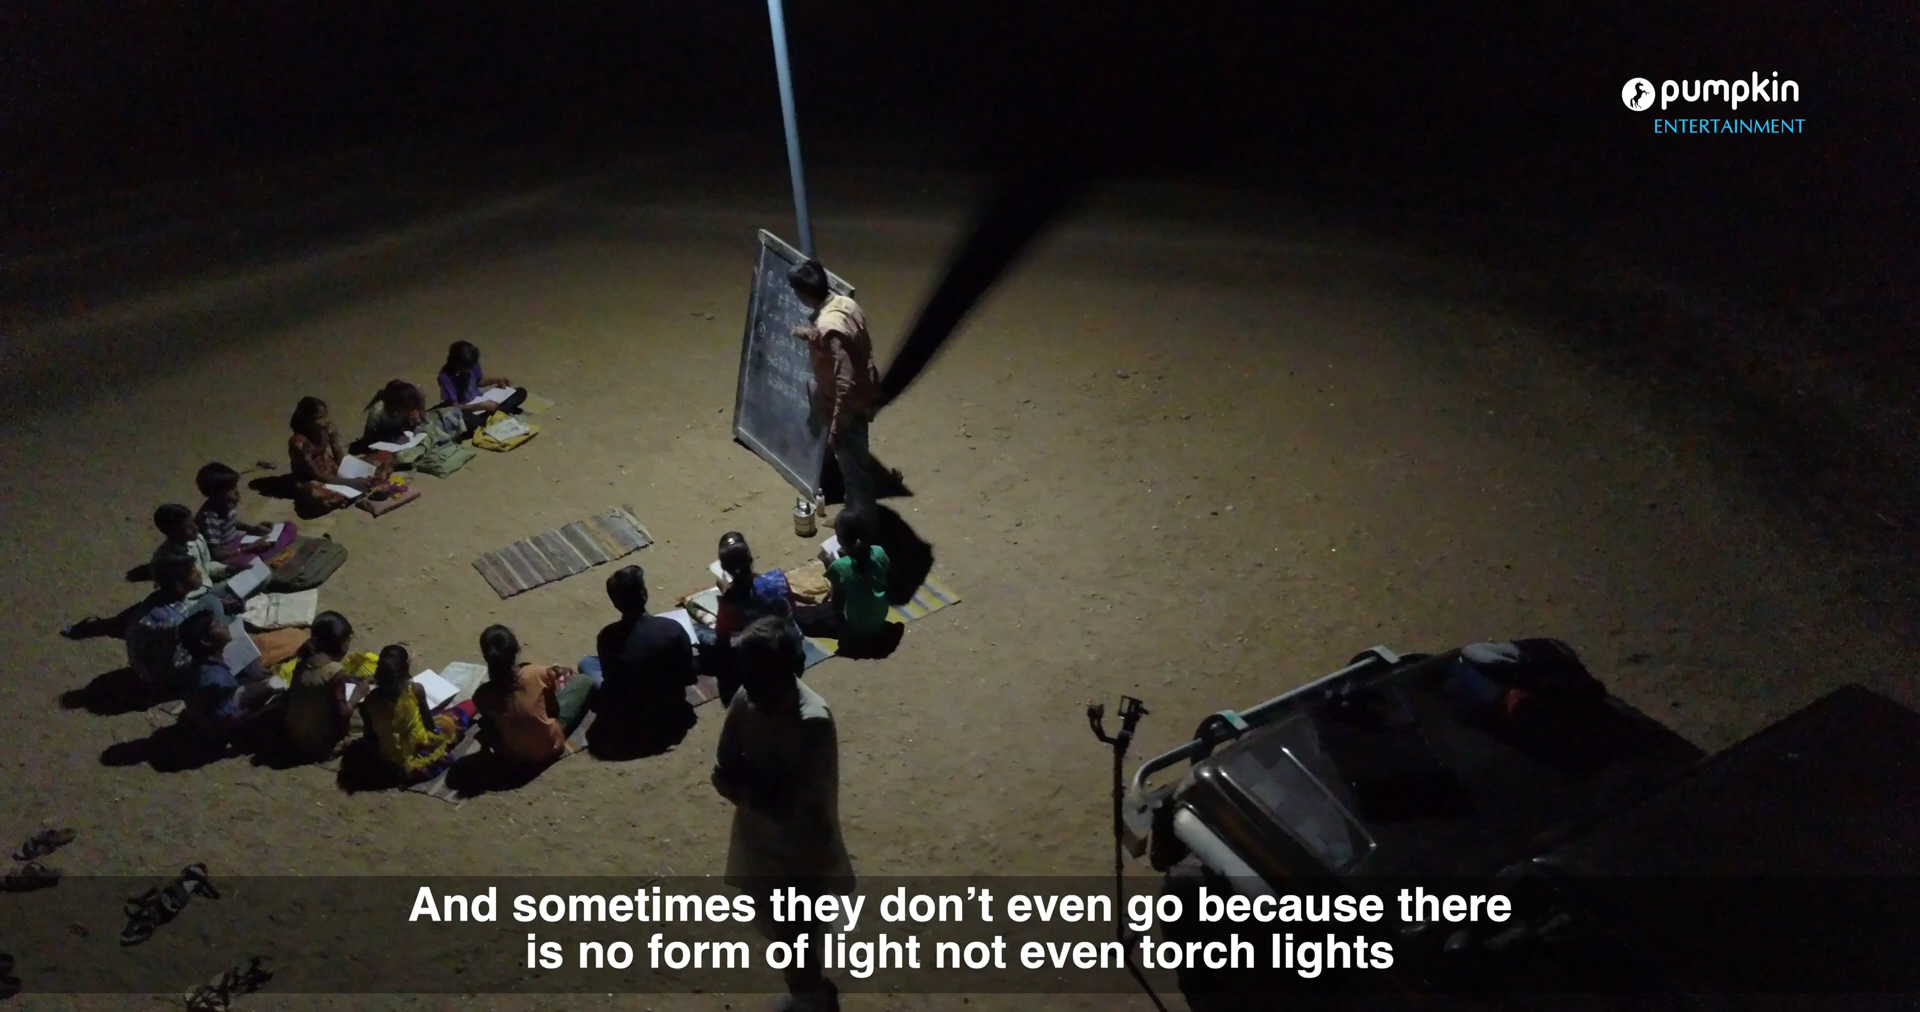 pumpkin
ENTERTAINMENT
And sometimes they don't even go because there
is no form of light not even torch lights